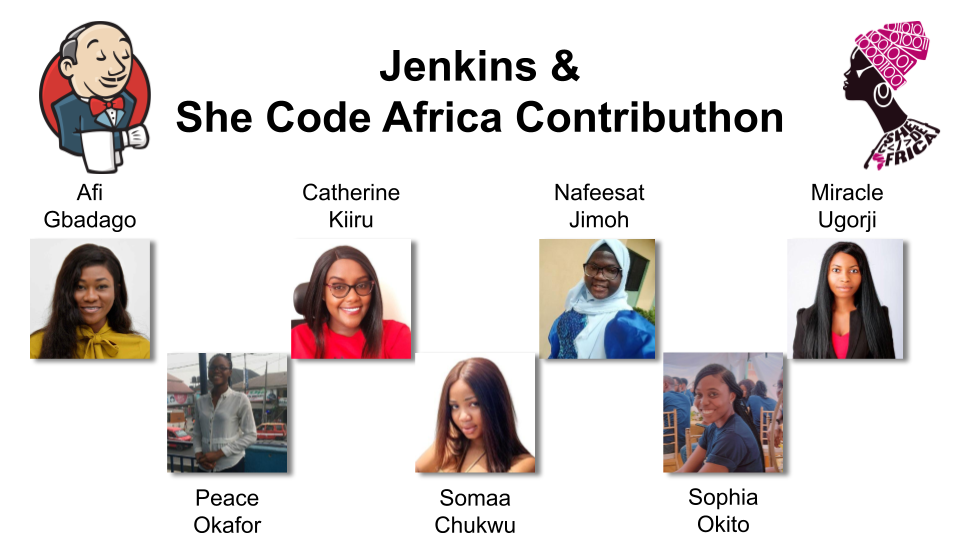 Jenkins &
She Code Africa Contributhon
SHE
C</>DE
AFRICA
Afi
Gbadago
Catherine
Kiiru
Nafeesat
Jimoh
Miracle
Ugorji
Peace
Okafor
Somaa
Chukwu
Sophia
Okito